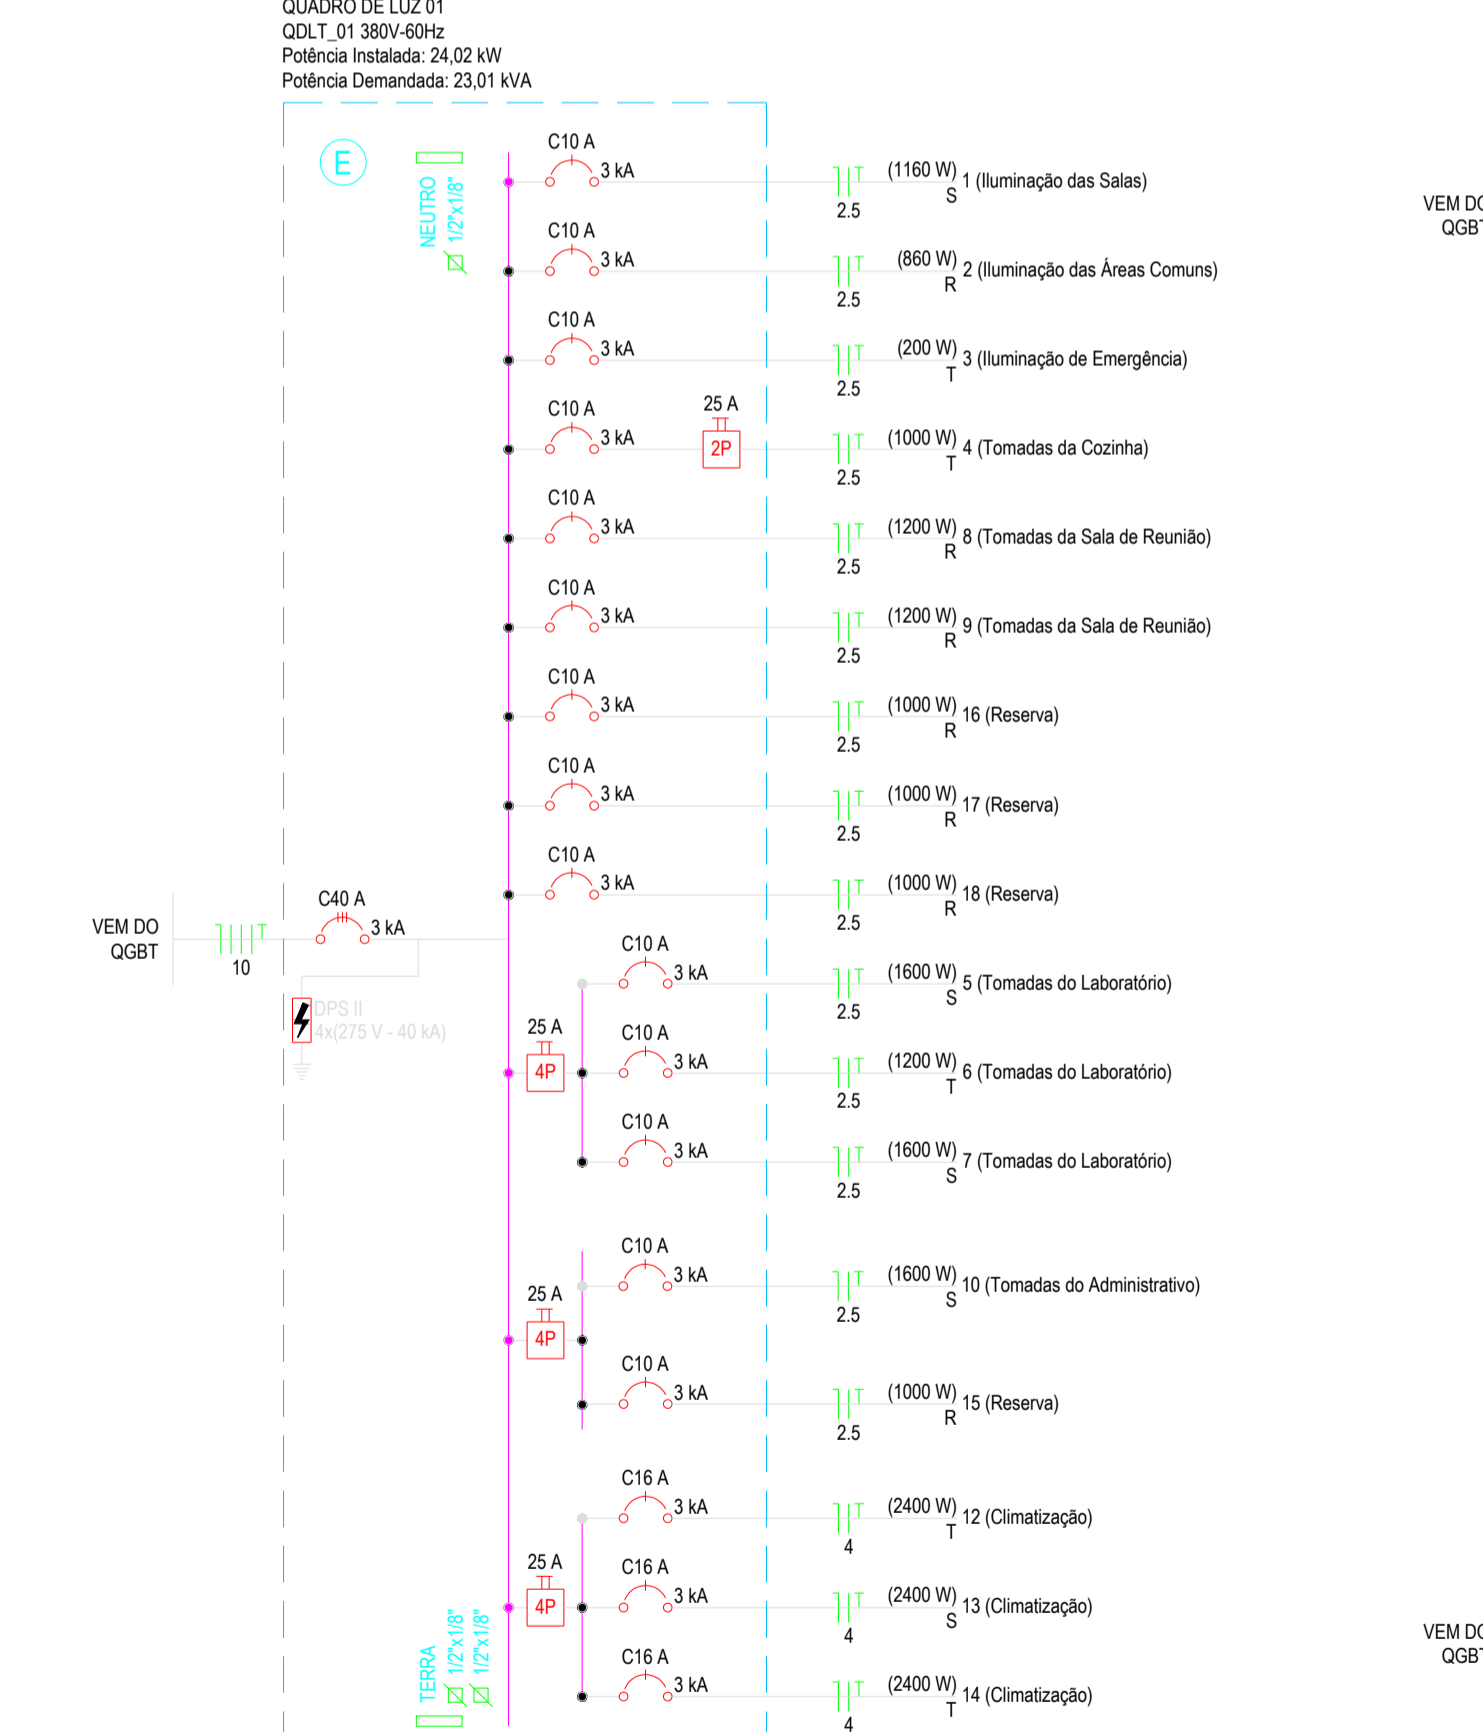 QUADRO DE LUZ 01
QDLT_01 380V-60Hz
Potência Instalada: 24,02 kW
Potência Demandada: 23,01 kVA
E
NEUTRO
1/2"x1/8"
C10 A
3 kA
2.5
(1160 W)
S
1 (Iluminação das Salas)
VEM DO
QGBT
C10 A
3 kA
2.5
(860 W)
R
2 (Iluminação das Áreas Comuns)
C10 A
3 kA
2.5
(200 W)
T
3 (Iluminação de Emergência)
C10 A
3 kA
25 A
2P
2.5
(1000 W)
T
4 (Tomadas da Cozinha)
C10 A
3 kA
2.5
(1200 W)
R
8 (Tomadas da Sala de Reunião)
C10 A
3 kA
2.5
(1200 W)
R
9 (Tomadas da Sala de Reunião)
C10 A
3 kA
2.5
(1000 W)
R
16 (Reserva)
C10 A
3 kA
2.5
(1000 W)
R
17 (Reserva)
C10 A
3 kA
2.5
(1000 W)
R
18 (Reserva)
VEM DO
QGBT
10
C40 A
3 kA
DPS II
4x(275 V - 40 kA)
C10 A
3 kA
2.5
(1600 W)
S
5 (Tomadas do Laboratório)
25 A
4P
C10 A
3 kA
2.5
(1200 W)
T
6 (Tomadas do Laboratório)
C10 A
3 kA
2.5
(1600 W)
S
7 (Tomadas do Laboratório)
C10 A
3 kA
2.5
(1600 W)
S
10 (Tomadas do Administrativo)
25 A
4P
C10 A
3 kA
2.5
(1000 W)
R
15 (Reserva)
C16 A
3 kA
4
(2400 W)
T
12 (Climatização)
25 A
4P
C16 A
3 kA
4
(2400 W)
S
13 (Climatização)
VEM DO
QGBT
TERRA
1/2"x1/8"
1/2"x1/8"
C16 A
3 kA
4
(2400 W)
T
14 (Climatização)